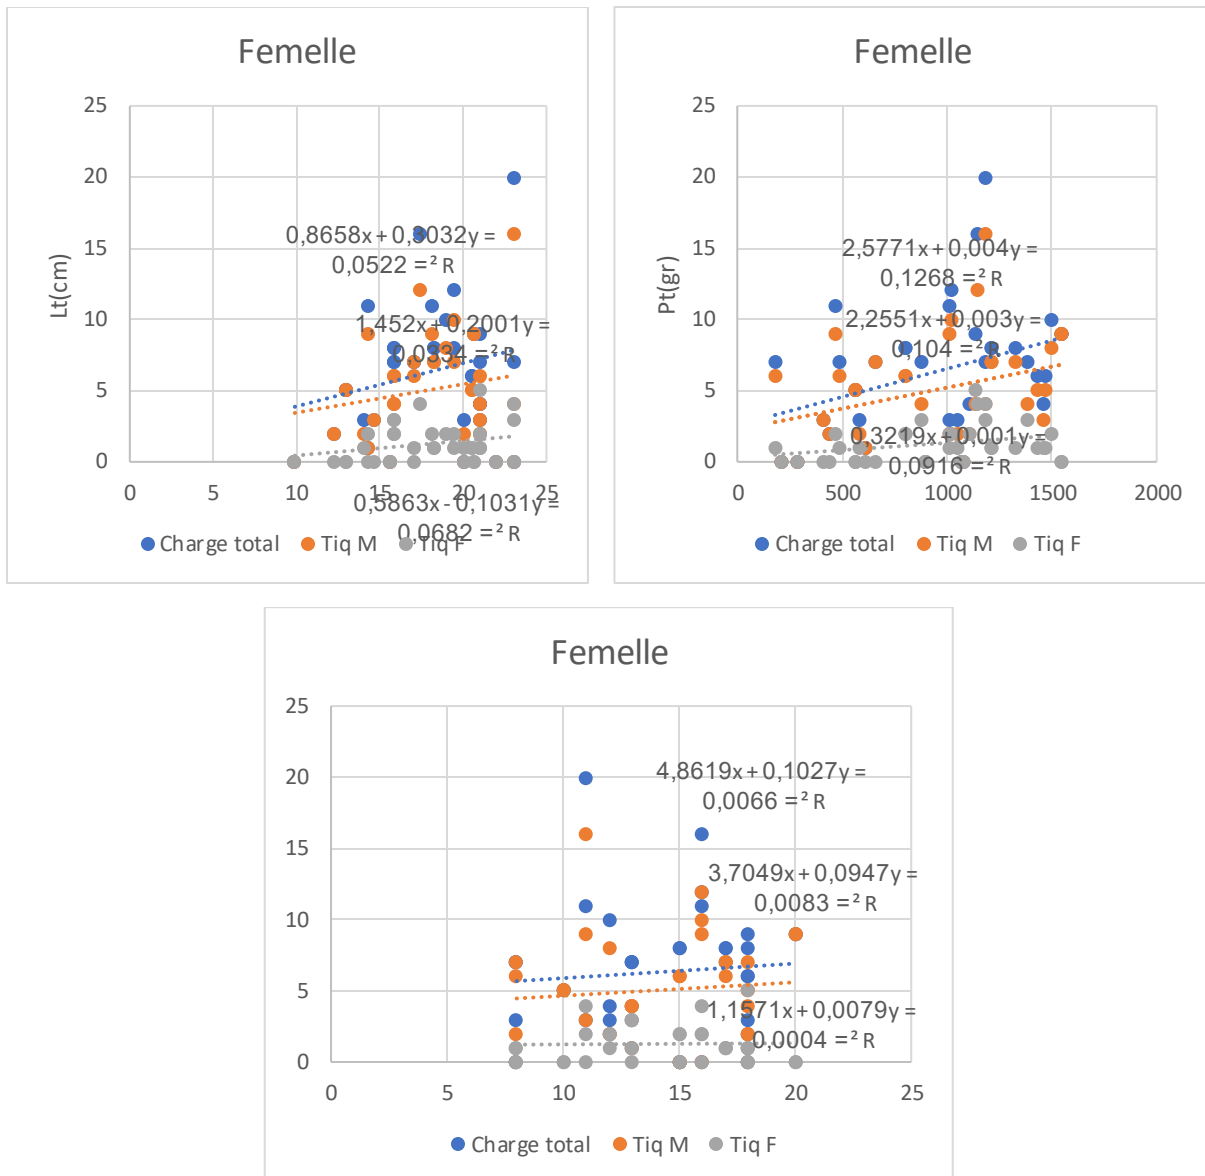 Femelle
25
20
15
10
5
0
Lt(cm)
0,8658x + 0,3032y =
0,0522 =² R
1,452x + 0,2001y =
0,0334 =² R
0 5 10 15 20 25
0,5863x - 0,1031y =
0,0682 =² R
Charge total Tiq M Tiq F
Femelle
25
20
15
10
5
0
Pt(gr)
2,5771x + 0,004y =
0,1268 =² R
2,2551x + 0,003y =
0,104 =² R
0,3219x + 0,001y =
0,0916 =² R
0 500 1000 1500 2000
Charge total Tiq M Tiq F
Femelle
25
20
15
10
5
0
4,8619x + 0,1027y =
0,0066 =² R
3,7049x + 0,0947y =
0,0083 =² R
1,1571x + 0,0079y =
0,0004 =² R
0 5 10 15 20 25
Charge total Tiq M Tiq F